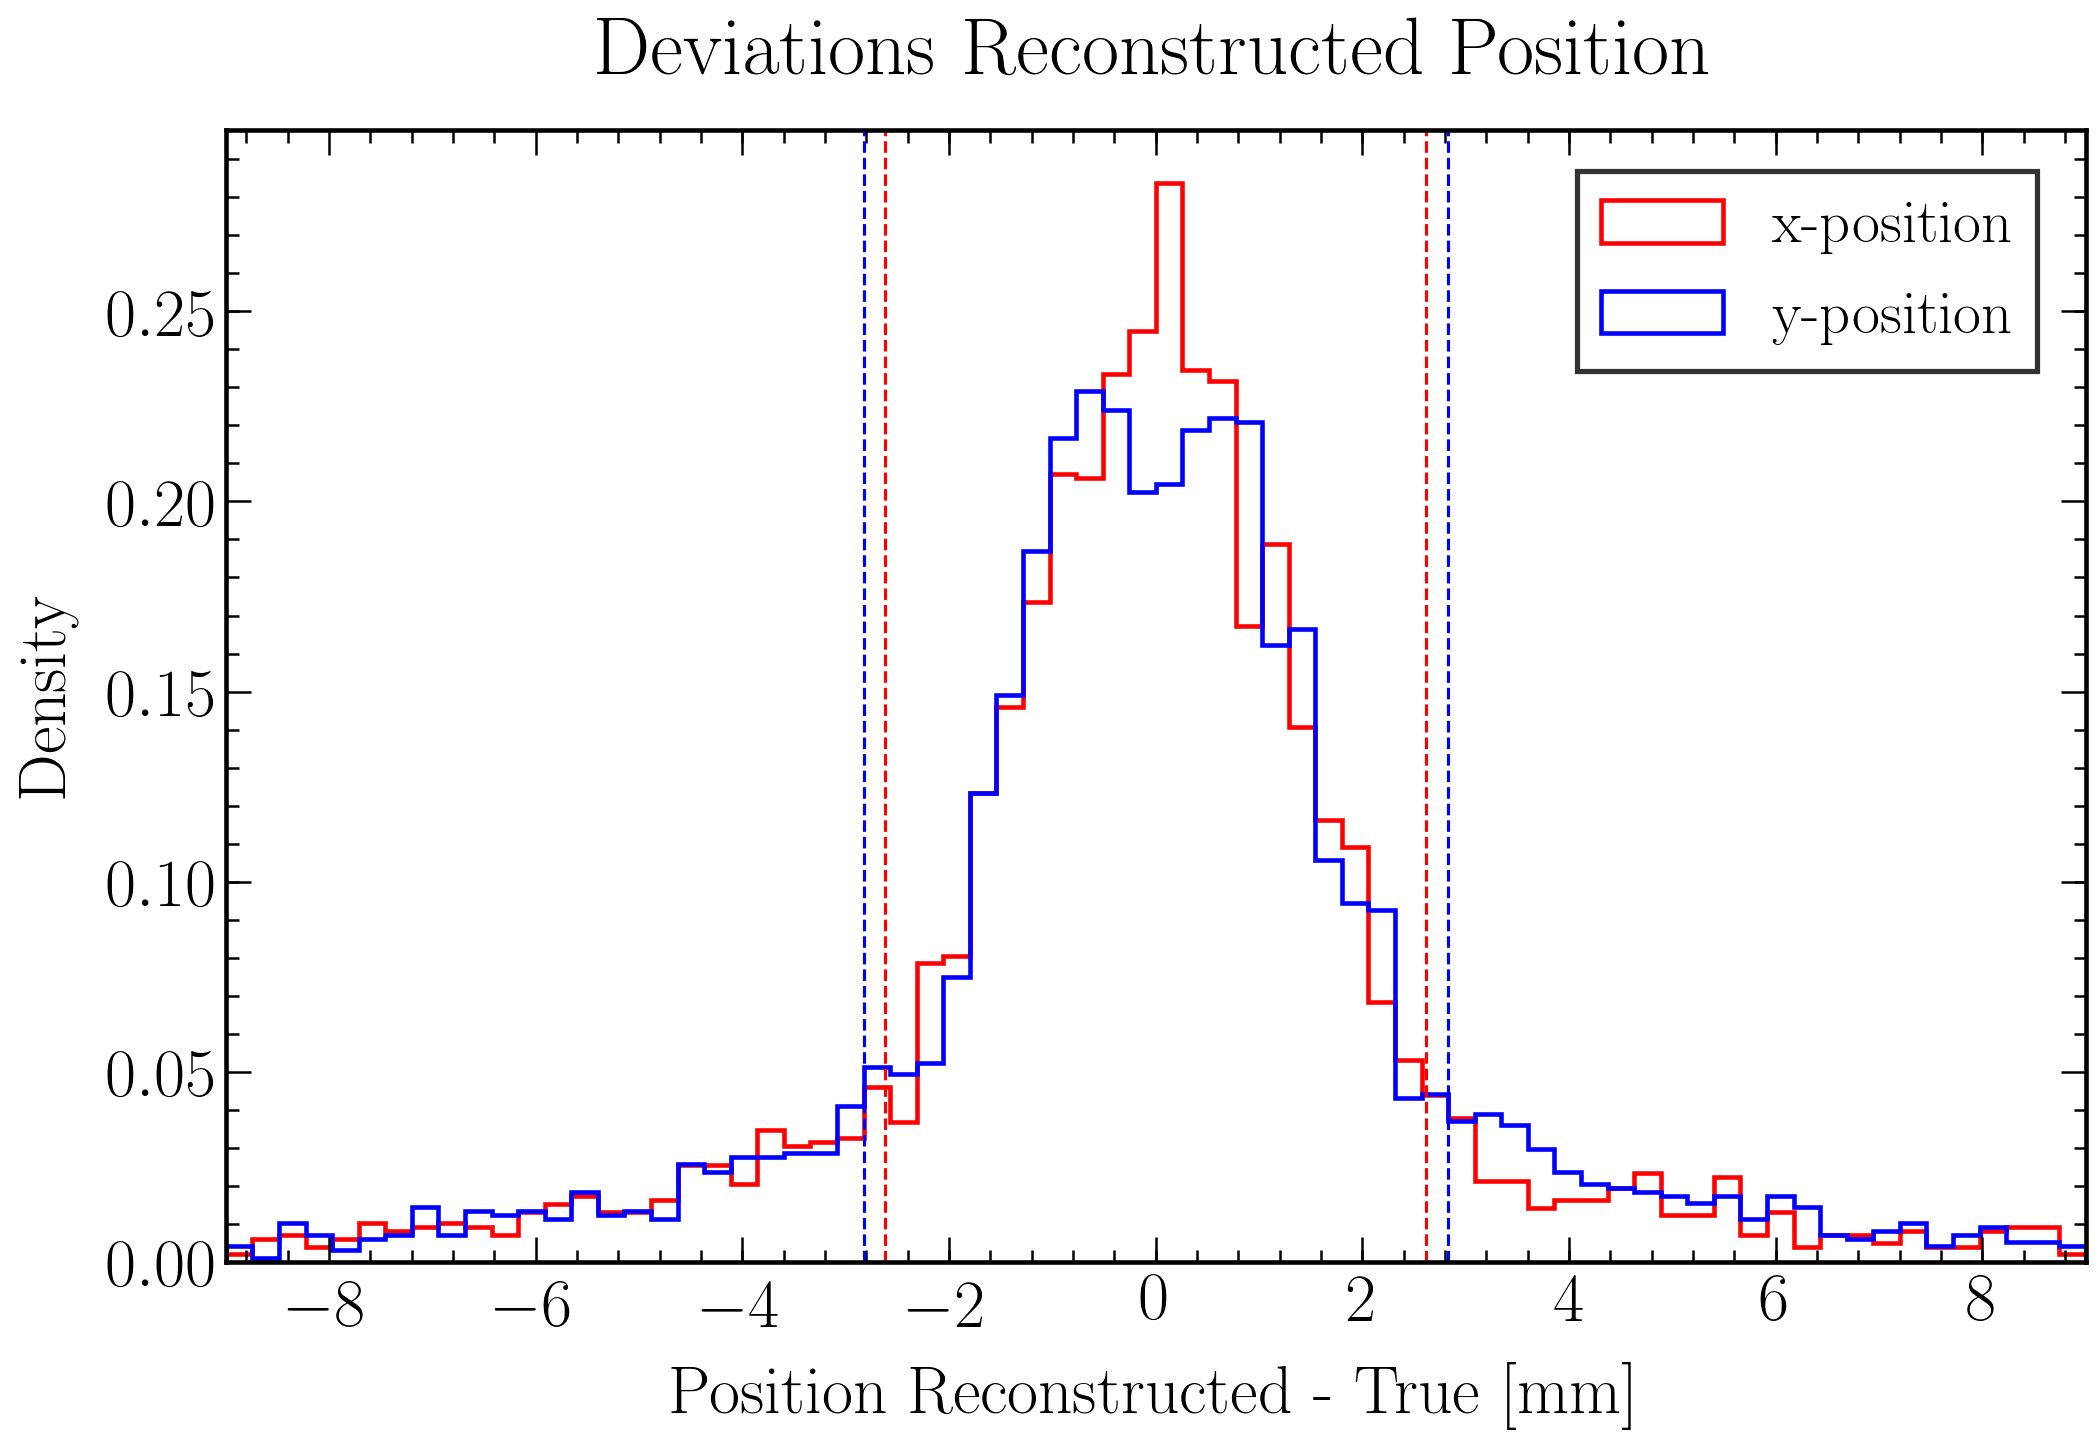 Deviations Reconstructed Position
x-position
y-position
Density
0.25
0.20
0.15
0.10
0.05
0.00
−8 −6 −4 −2 0 2 4 6 8
Position Reconstructed - True [mm]